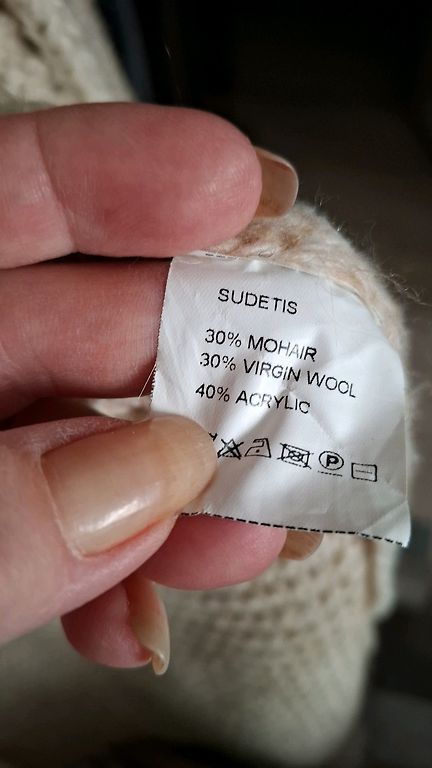 SUDETIS
30% MOHAIR
30% VIRGIN WOOL
40% ACRYLIC
P